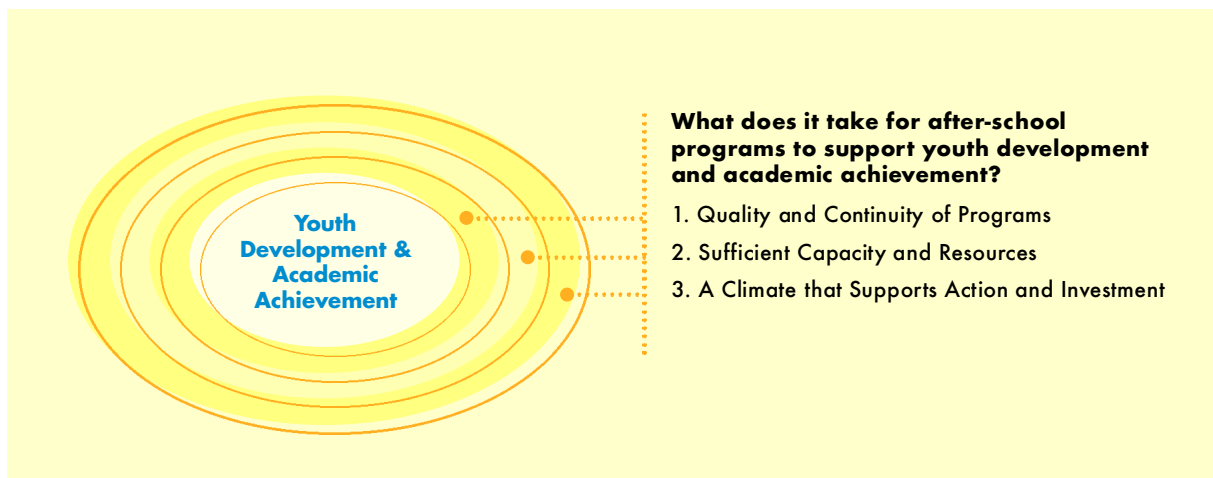 Youth
Development &
Academic
Achievement
What does it take for after-school
programs to support youth development
and academic achievement?
1. Quality and Continuity of Programs
2. Sufficient Capacity and Resources
3. A Climate that Supports Action and Investment